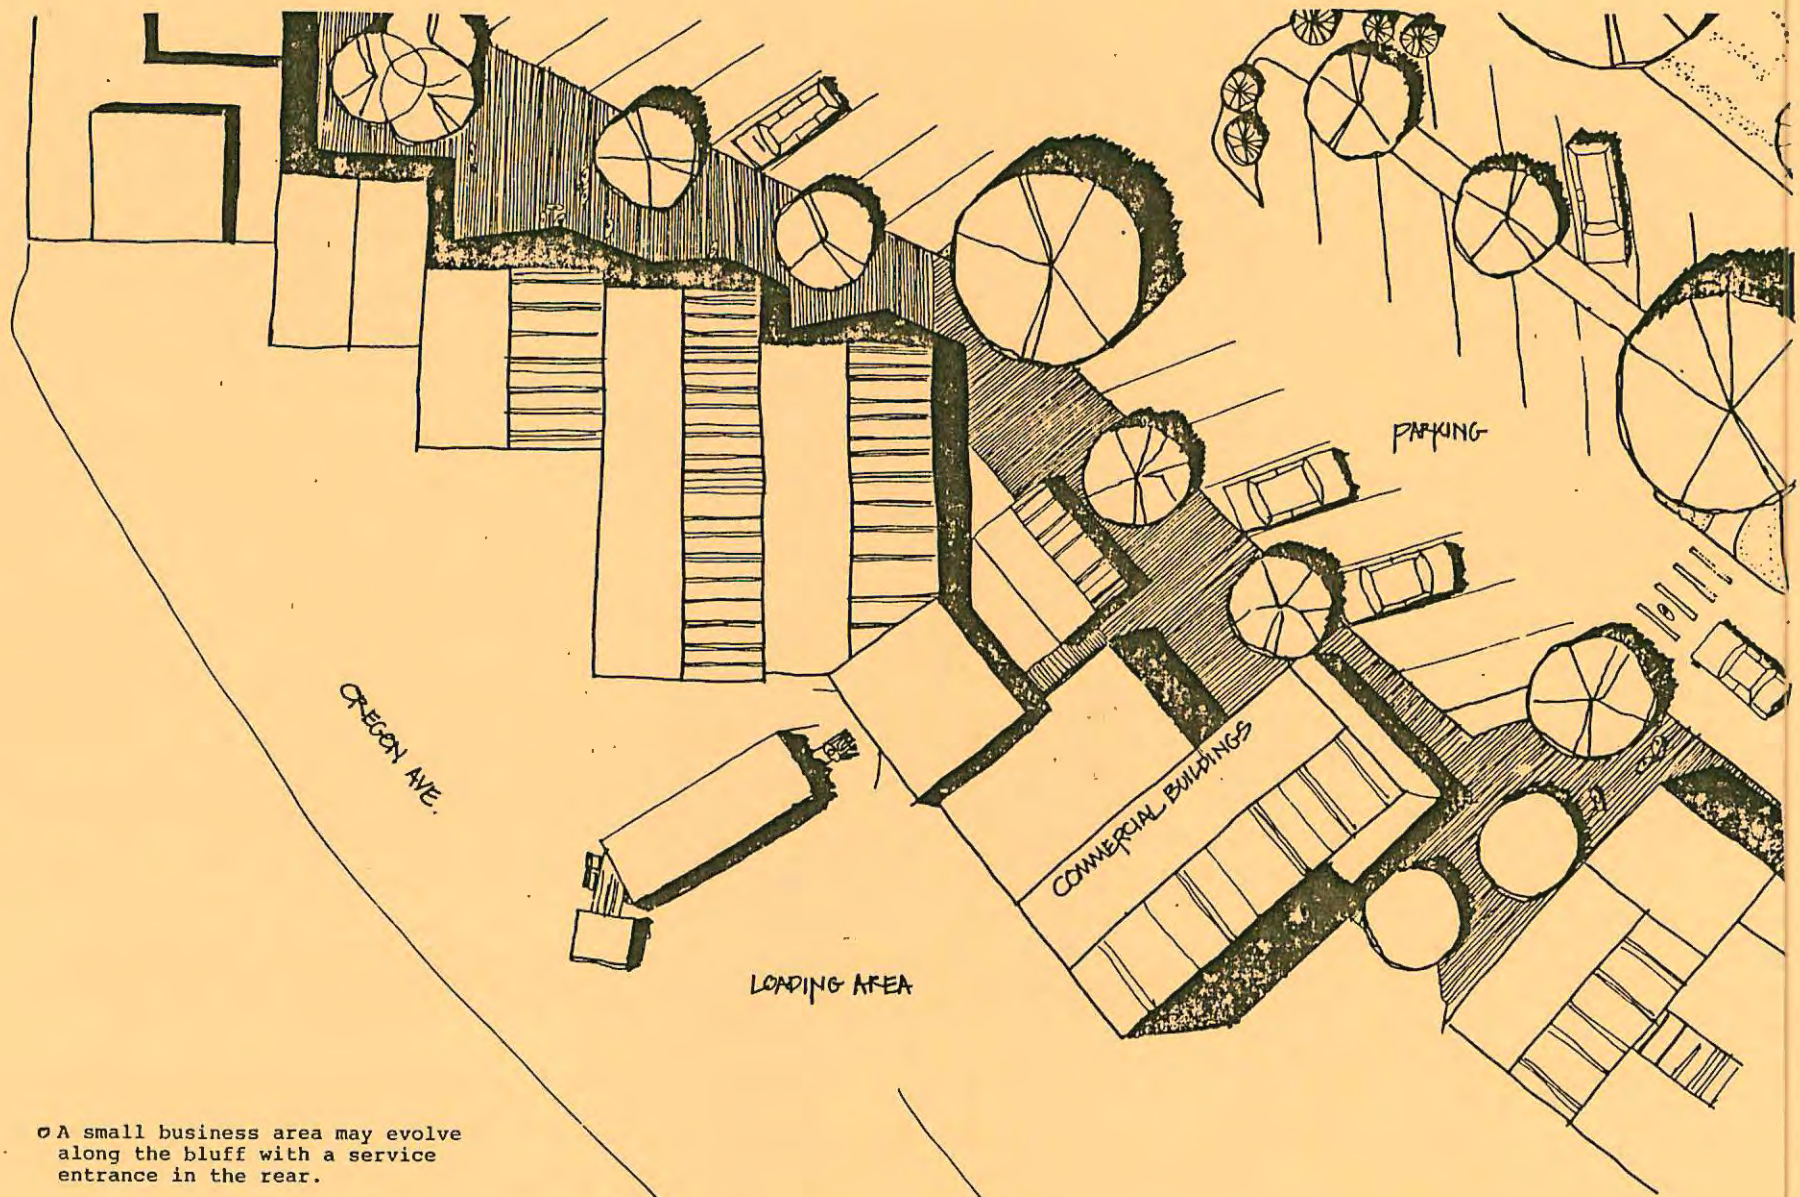 PARKING
OREGON AVE.
COMMERCIAL BUILDINGS
LOADING AREA
A small business area may evolve
along the bluff with a service
entrance in the rear.